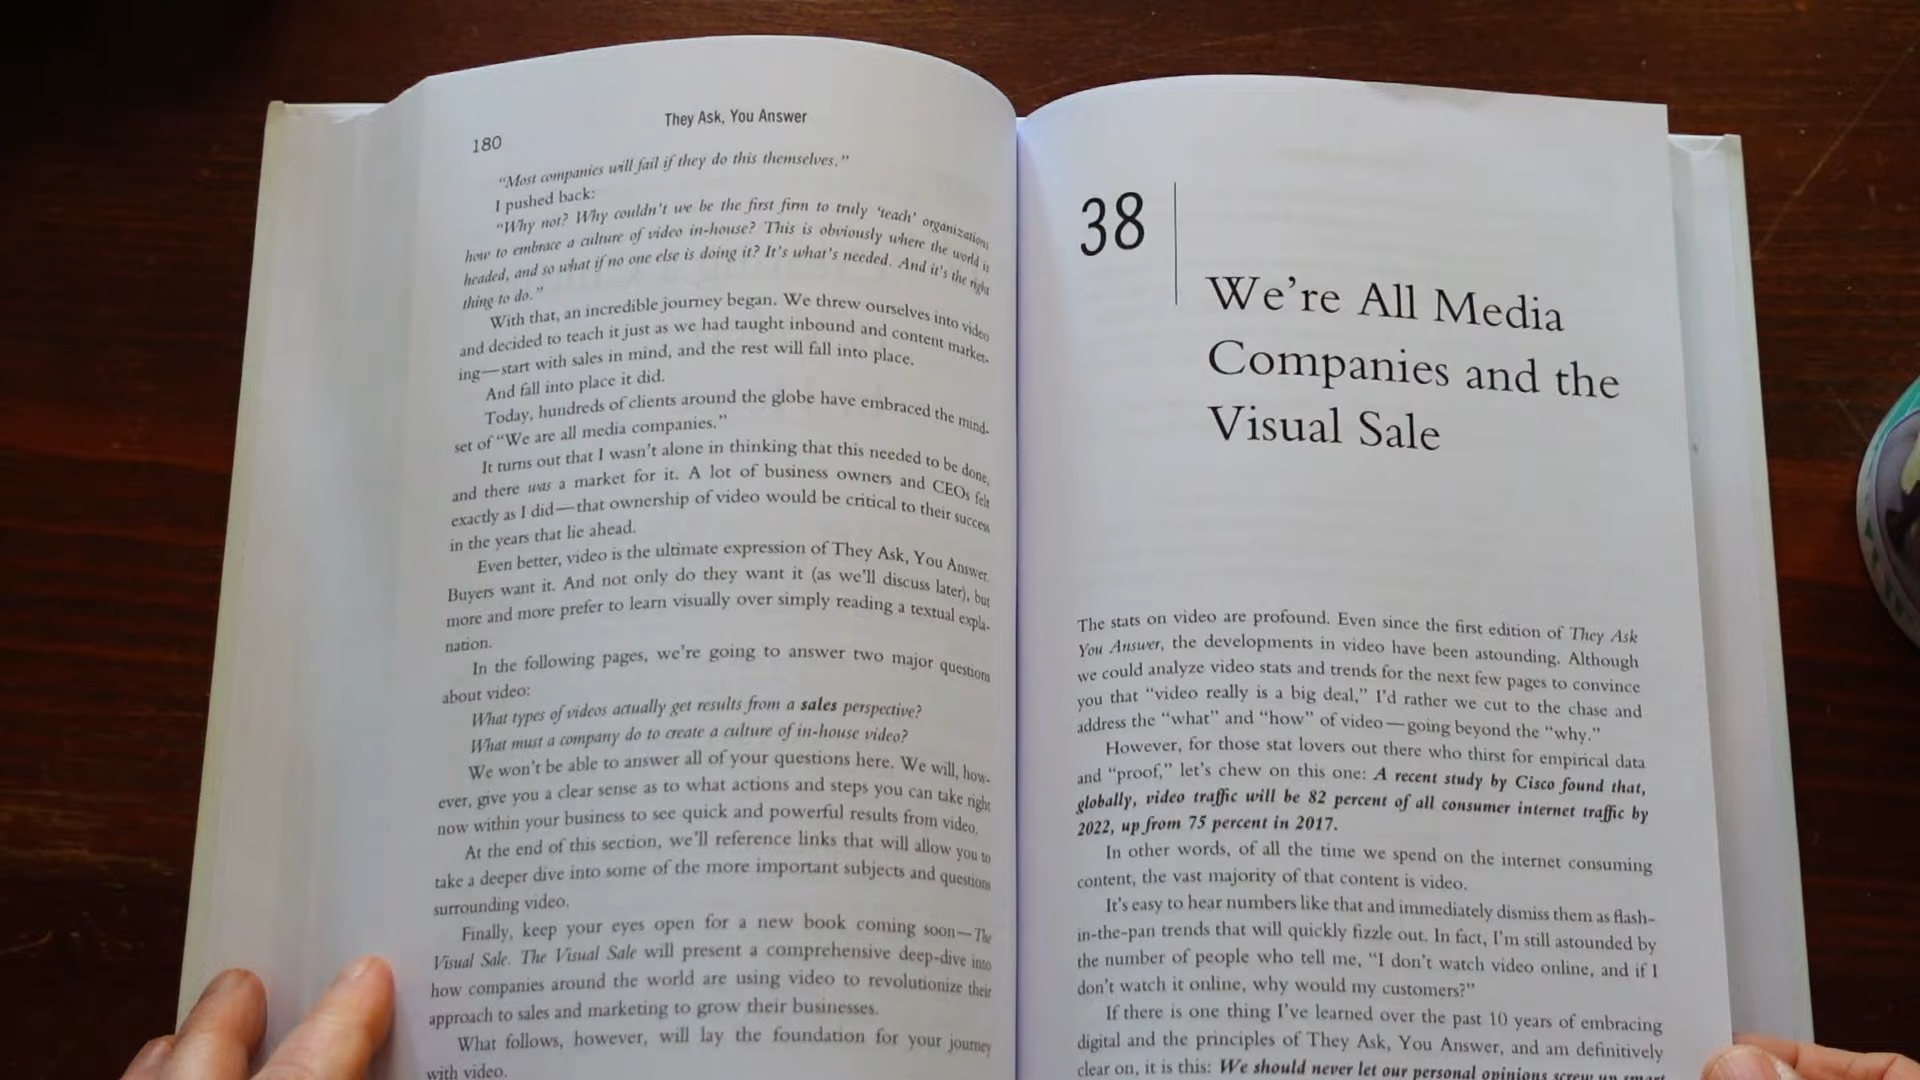 They Ask, You Answer
180
“Most companies will fail if they do this themselves.”
I pushed back:
“Why not? Why couldn’t we be the first firm to truly ‘teach’ organizations
how to embrace a culture of video in-house? This is obviously where the world is
headed, and so what if no one else is doing it? It’s what’s needed. And it’s the right
thing to do.”
With that, an incredible journey began. We threw ourselves into video
and decided to teach it just as we had taught inbound and content market-
ing—start with sales in mind, and the rest will fall into place.
And fall into place it did.
Today, hundreds of clients around the globe have embraced the mind-
set of “We are all media companies.”
It turns out that I wasn’t alone in thinking that this needed to be done,
and there was a market for it. A lot of business owners and CEOs felt
exactly as I did—that ownership of video would be critical to their success
in the years that lie ahead.
Even better, video is the ultimate expression of They Ask, You Answer.
Buyers want it. And not only do they want it (as we’ll discuss later), but
more and more prefer to learn visually over simply reading a textual expla-
nation.
In the following pages, we’re going to answer two major questions
about video:
What types of videos actually get results from a sales perspective?
What must a company do to create a culture of in-house video?
We won’t be able to answer all of your questions here. We will, how-
ever, give you a clear sense as to what actions and steps you can take right
now within your business to see quick and powerful results from video.
At the end of this section, we’ll reference links that will allow you to
take a deeper dive into some of the more important subjects and questions
surrounding video.
Finally, keep your eyes open for a new book coming soon—The
Visual Sale. The Visual Sale will present a comprehensive deep-dive into
how companies around the world are using video to revolutionize their
approach to sales and marketing to grow their businesses.
What follows, however, will lay the foundation for your journey
with video.
38
We’re All Media
Companies and the
Visual Sale
The stats on video are profound. Even since the first edition of They Ask
You Answer, the developments in video have been astounding. Although
we could analyze video stats and trends for the next few pages to convince
you that “video really is a big deal,” I’d rather we cut to the chase and
address the “what” and “how” of video—going beyond the “why.”
However, for those stat lovers out there who thirst for empirical data
and “proof,” let’s chew on this one: A recent study by Cisco found that,
globally, video traffic will be 82 percent of all consumer internet traffic by
2022, up from 75 percent in 2017.
In other words, of all the time we spend on the internet consuming
content, the vast majority of that content is video.
It’s easy to hear numbers like that and immediately dismiss them as flash-
in-the-pan trends that will quickly fizzle out. In fact, I’m still astounded by
the number of people who tell me, “I don’t watch video online, and if I
don’t watch it online, why would my customers?”
If there is one thing I’ve learned over the past 10 years of embracing
digital and the principles of They Ask, You Answer, and am definitively
clear on, it is this: We should never let our personal opinions screw up smart